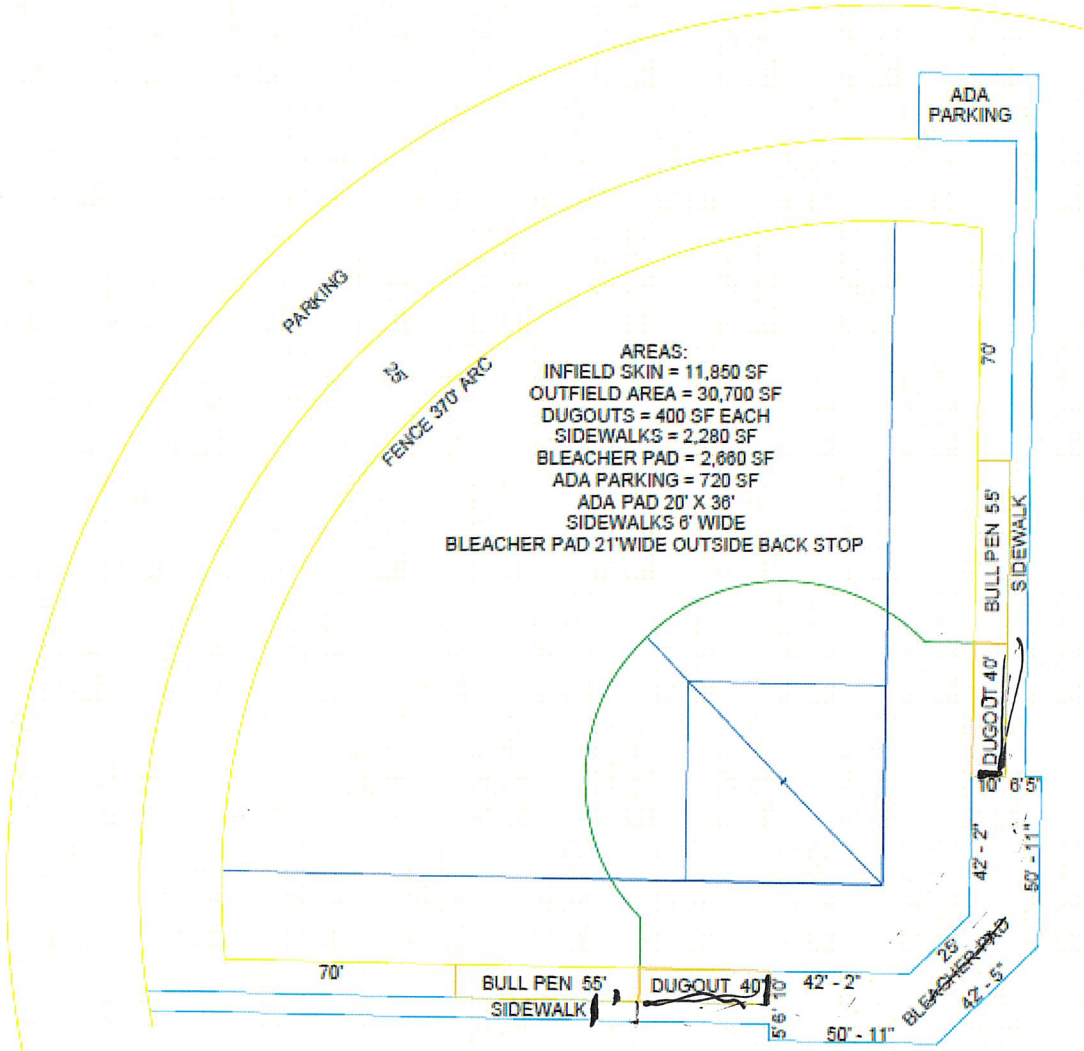 ADA
PARKING
PARKING
25'
FENCE 370' ARC
AREAS:
INFIELD SKIN = 11,850 SF
OUTFIELD AREA = 30,700 SF
DUGOUTS = 400 SF EACH
SIDEWALKS = 2,280 SF
BLEACHER PAD = 2,660 SF
ADA PARKING = 720 SF
ADA PAD 20' X 36'
SIDEWALKS 6' WIDE
BLEACHER PAD 21'WIDE OUTSIDE BACK STOP
70'
BULL PEN 55'
SIDEWALK
DUGOUT 40'
10' 6'5'
42' - 2"
50' - 11"
25'
BLEACHER PAD
42' - 5"
70'
BULL PEN 55'
DUGOUT 40'
42' - 2"
SIDEWALK
5'6' 10'
50' - 11"